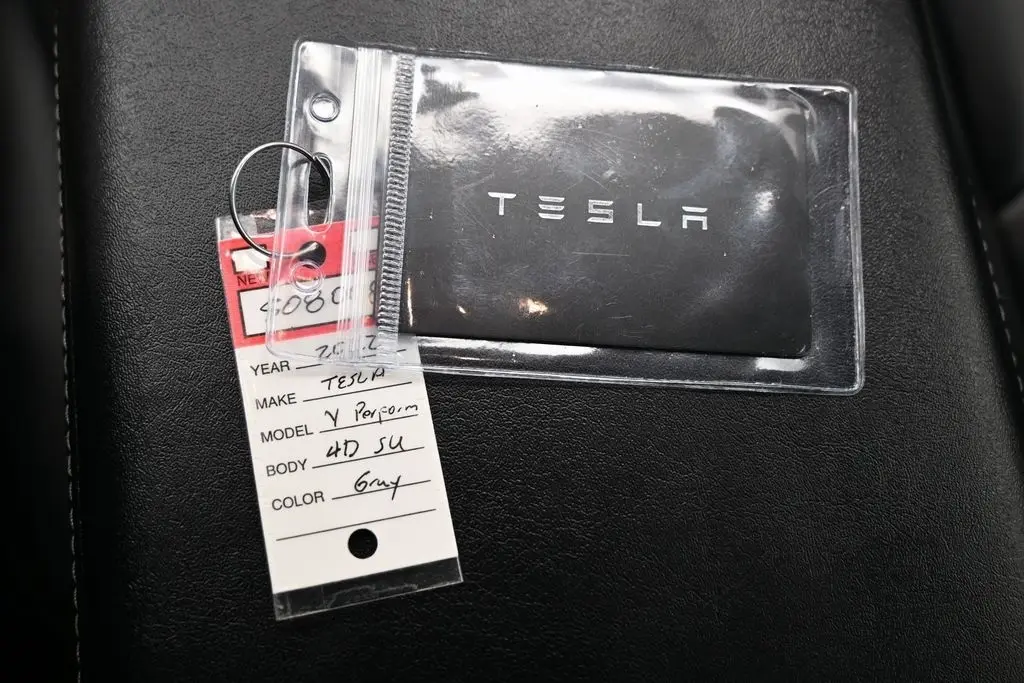 TESLA
YEAR
MAKE TESLA
MODEL Y Perform
BODY 4D SU
COLOR Gray